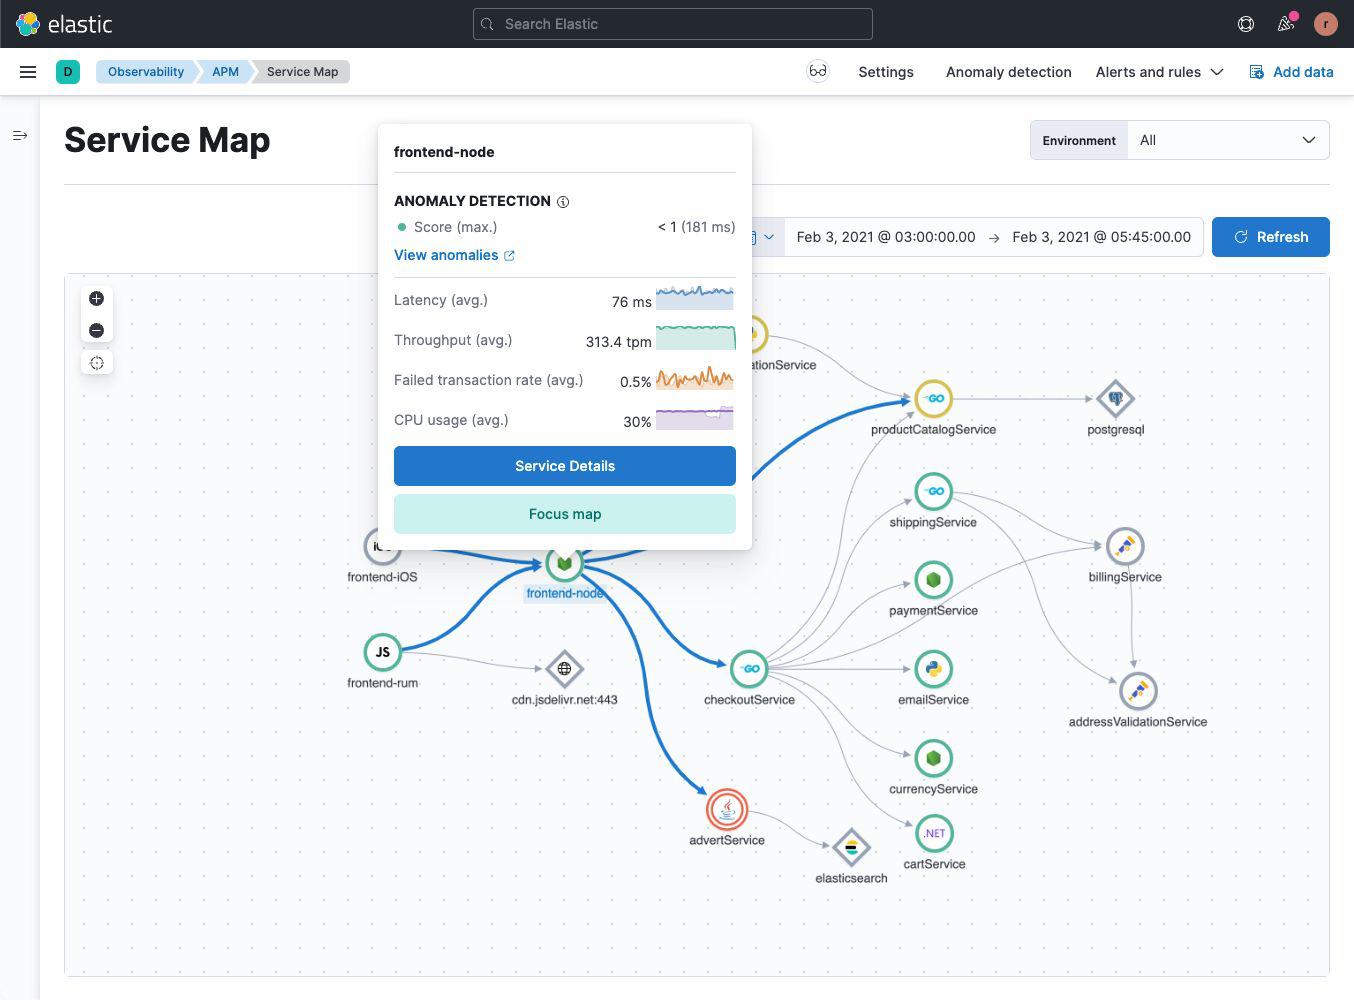 elastic
Search Elastic
r
D
Observability
APM
Service Map
Settings
Anomaly detection
Alerts and rules
Add data
Service Map
Environment
All
frontend-node
ANOMALY DETECTION
Score (max.)
< 1 (181 ms)
View anomalies
Latency (avg.)
76 ms
Throughput (avg.)
313.4 tpm
Failed transaction rate (avg.)
0.5%
CPU usage (avg.)
30%
Service Details
Focus map
Feb 3, 2021 @ 03:00:00.00
Feb 3, 2021 @ 05:45:00.00
Refresh
ationService
GO
productCatalogService
postgresql
GO
shippingService
frontend-iOS
frontend-node
billingService
paymentService
JS
frontend-rum
cdn.jsdelivr.net:443
GO
checkoutService
emailService
addressValidationService
currencyService
advertService
elasticsearch
.NET
cartService